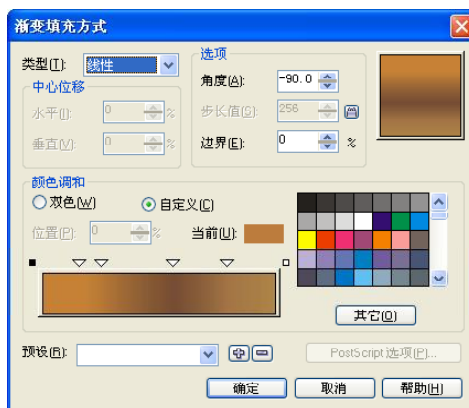 渐变填充方式
类型(T): 线性
选项
角度(A): -90.0
步长值(S): 256
边界(E): 0 %
中心位移
水平(I): 0 %
垂直(V): 0 %
颜色调和
双色(W) 自定义(C)
位置(P): 0 % 当前(U):
其它(O)
预设(R):
PostScript 选项(P)...
确定 取消 帮助(H)